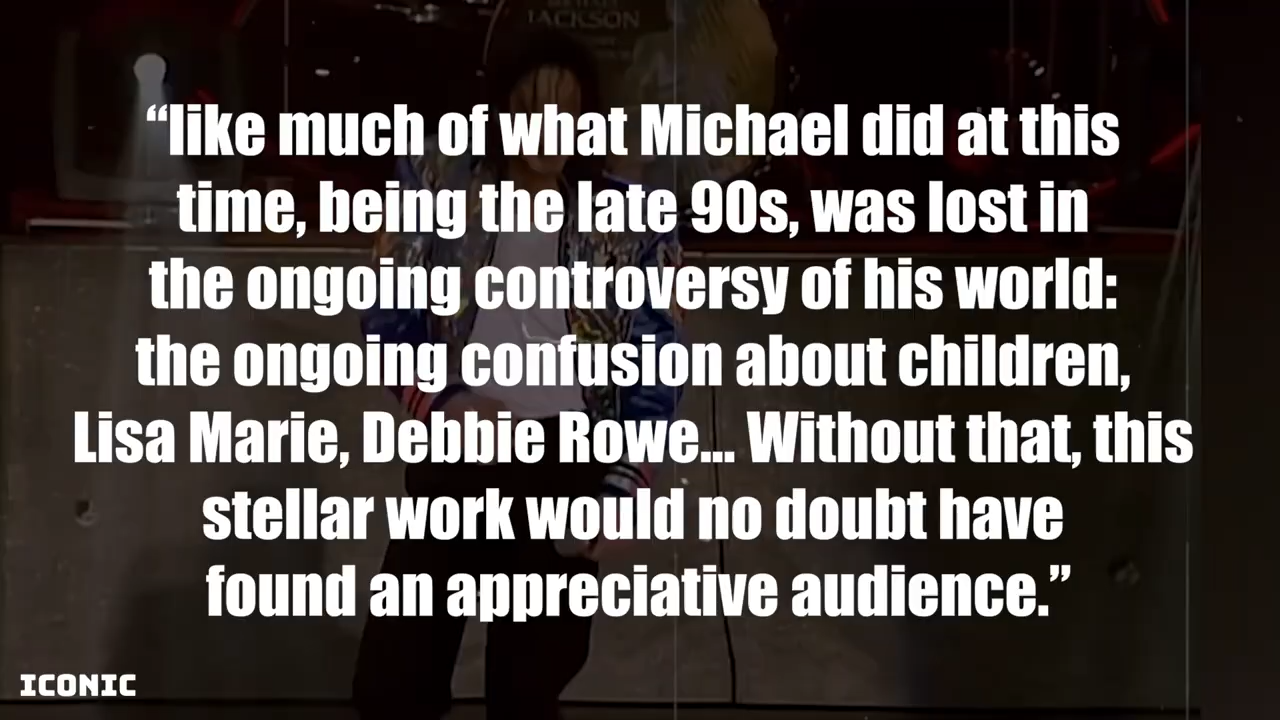 JACKSON
“like much of what Michael did at this
time, being the late 90s, was lost in
the ongoing controversy of his world:
the ongoing confusion about children,
Lisa Marie, Debbie Rowe... Without that, this
stellar work would no doubt have
found an appreciative audience.”
ICONIC